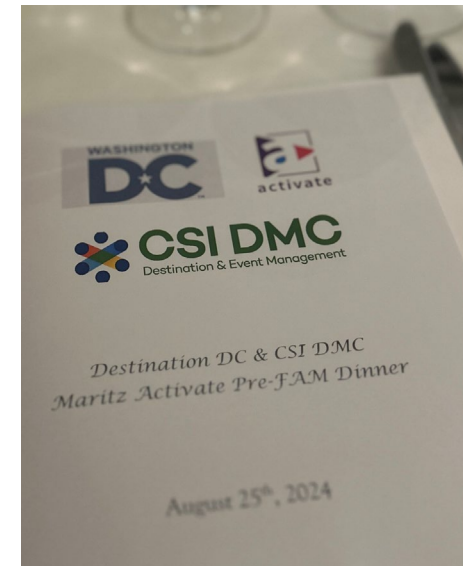 WASHINGTON
DC
activate
CSI DMC
Destination & Event Management
Destination DC & CSI DMC
Maritz Activate Pre-FAM Dinner
August 25th, 2024